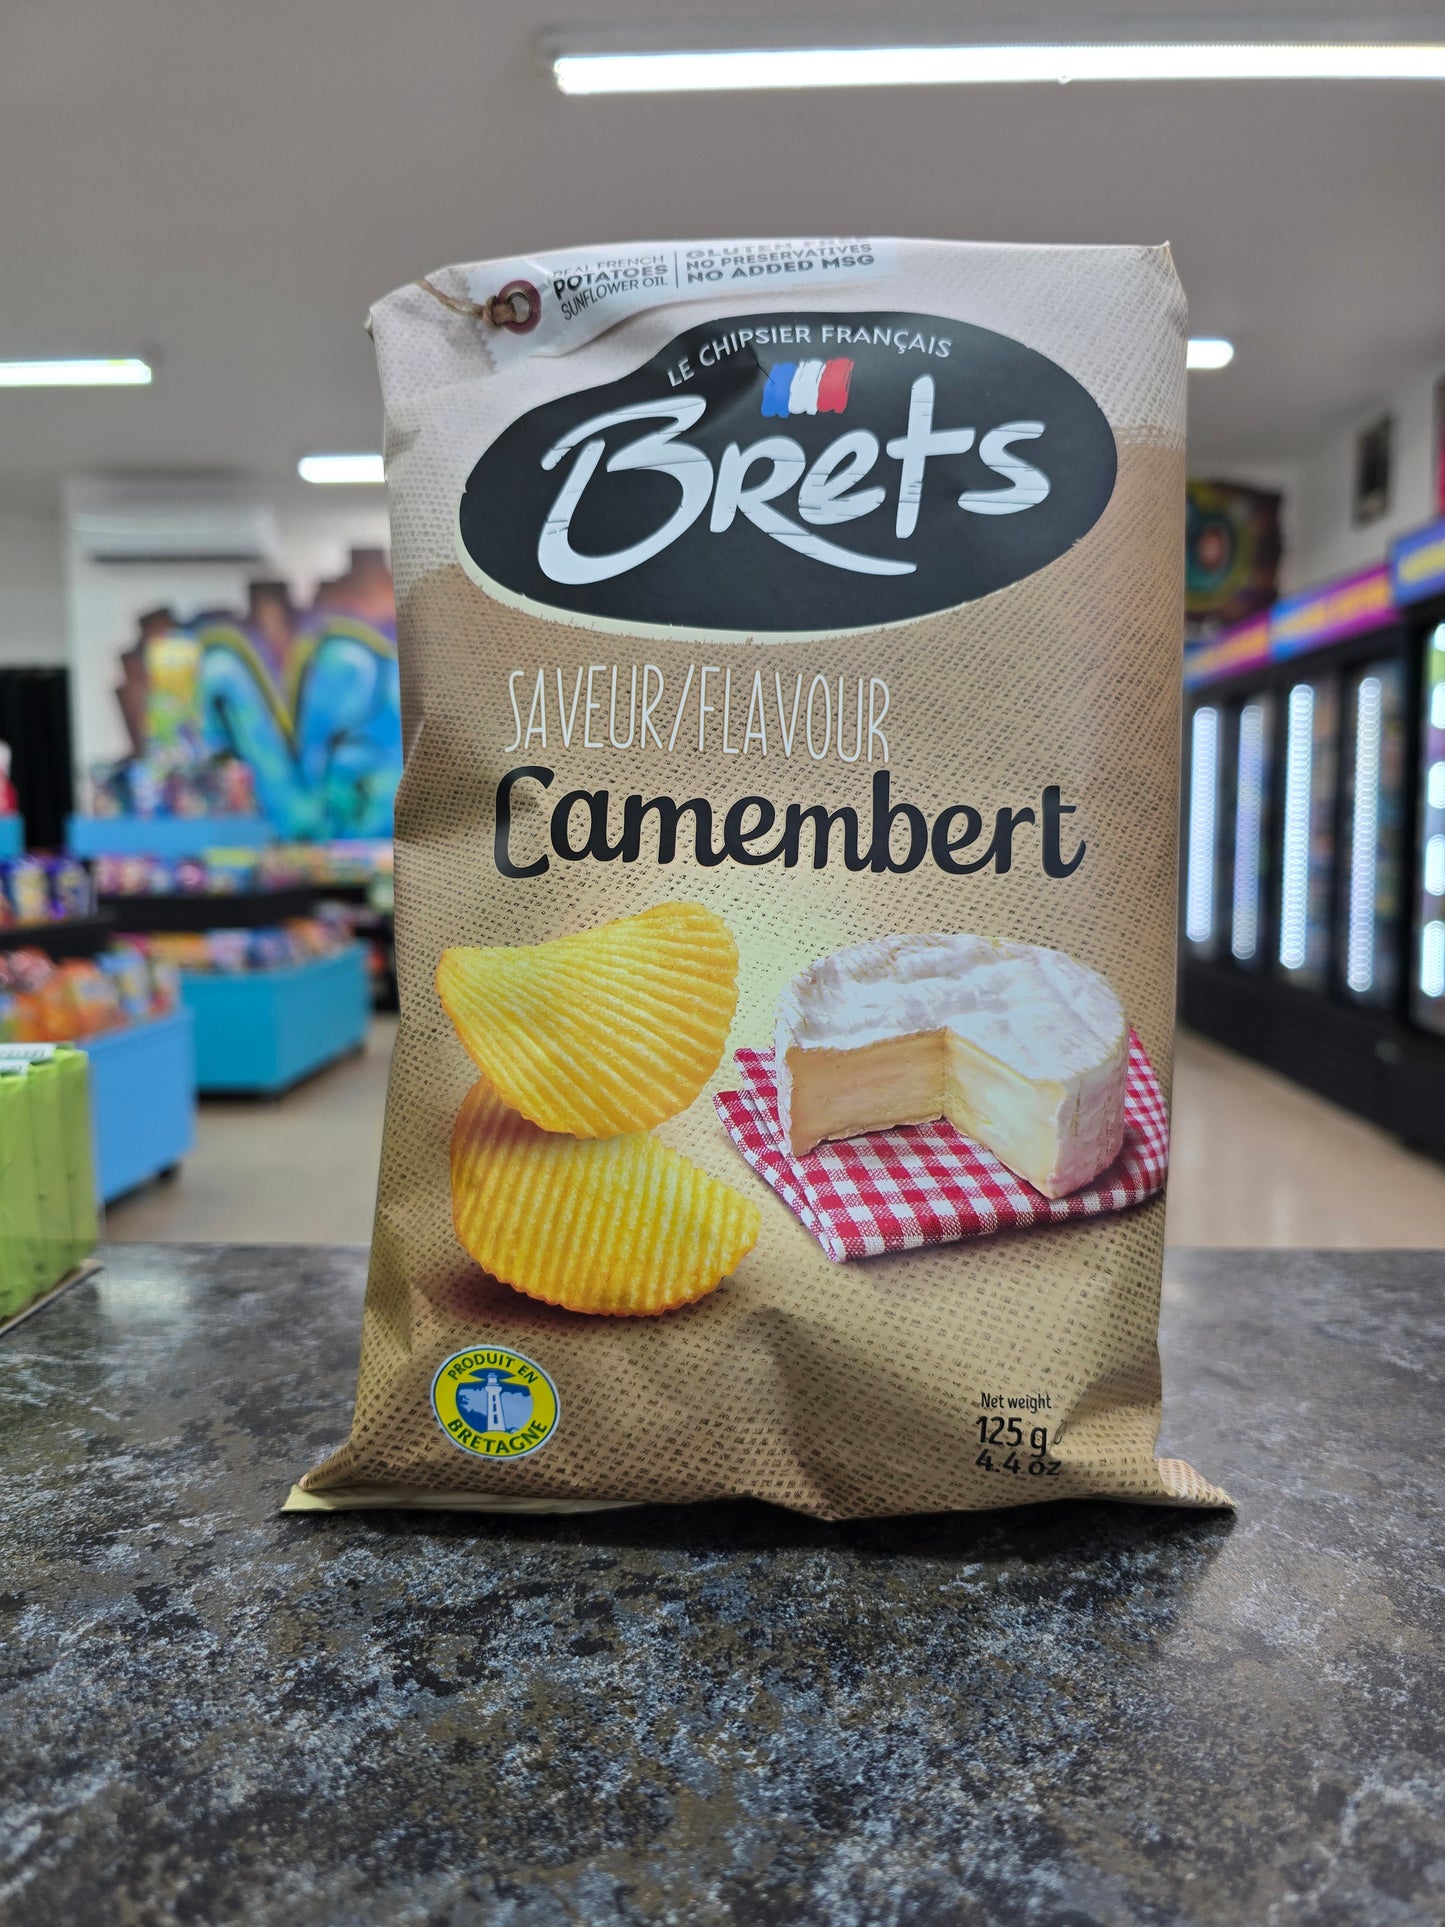 REAL FRENCH
POTATOES
SUNFLOWER OIL
GLUTEN FREE
NO PRESERVATIVES
NO ADDED MSG
LE CHIPSIER FRANÇAIS
Brets
SAVEUR/FLAVOUR
Camembert
PRODUIT EN
BRETAGNE
Net weight
125 g
4.4 oz